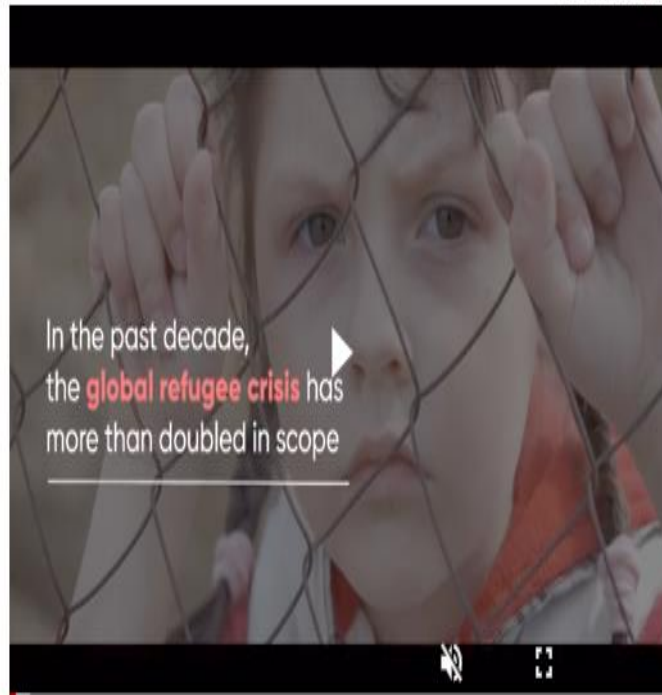 In the past decade,
the global refugee crisis has
more than doubled in scope